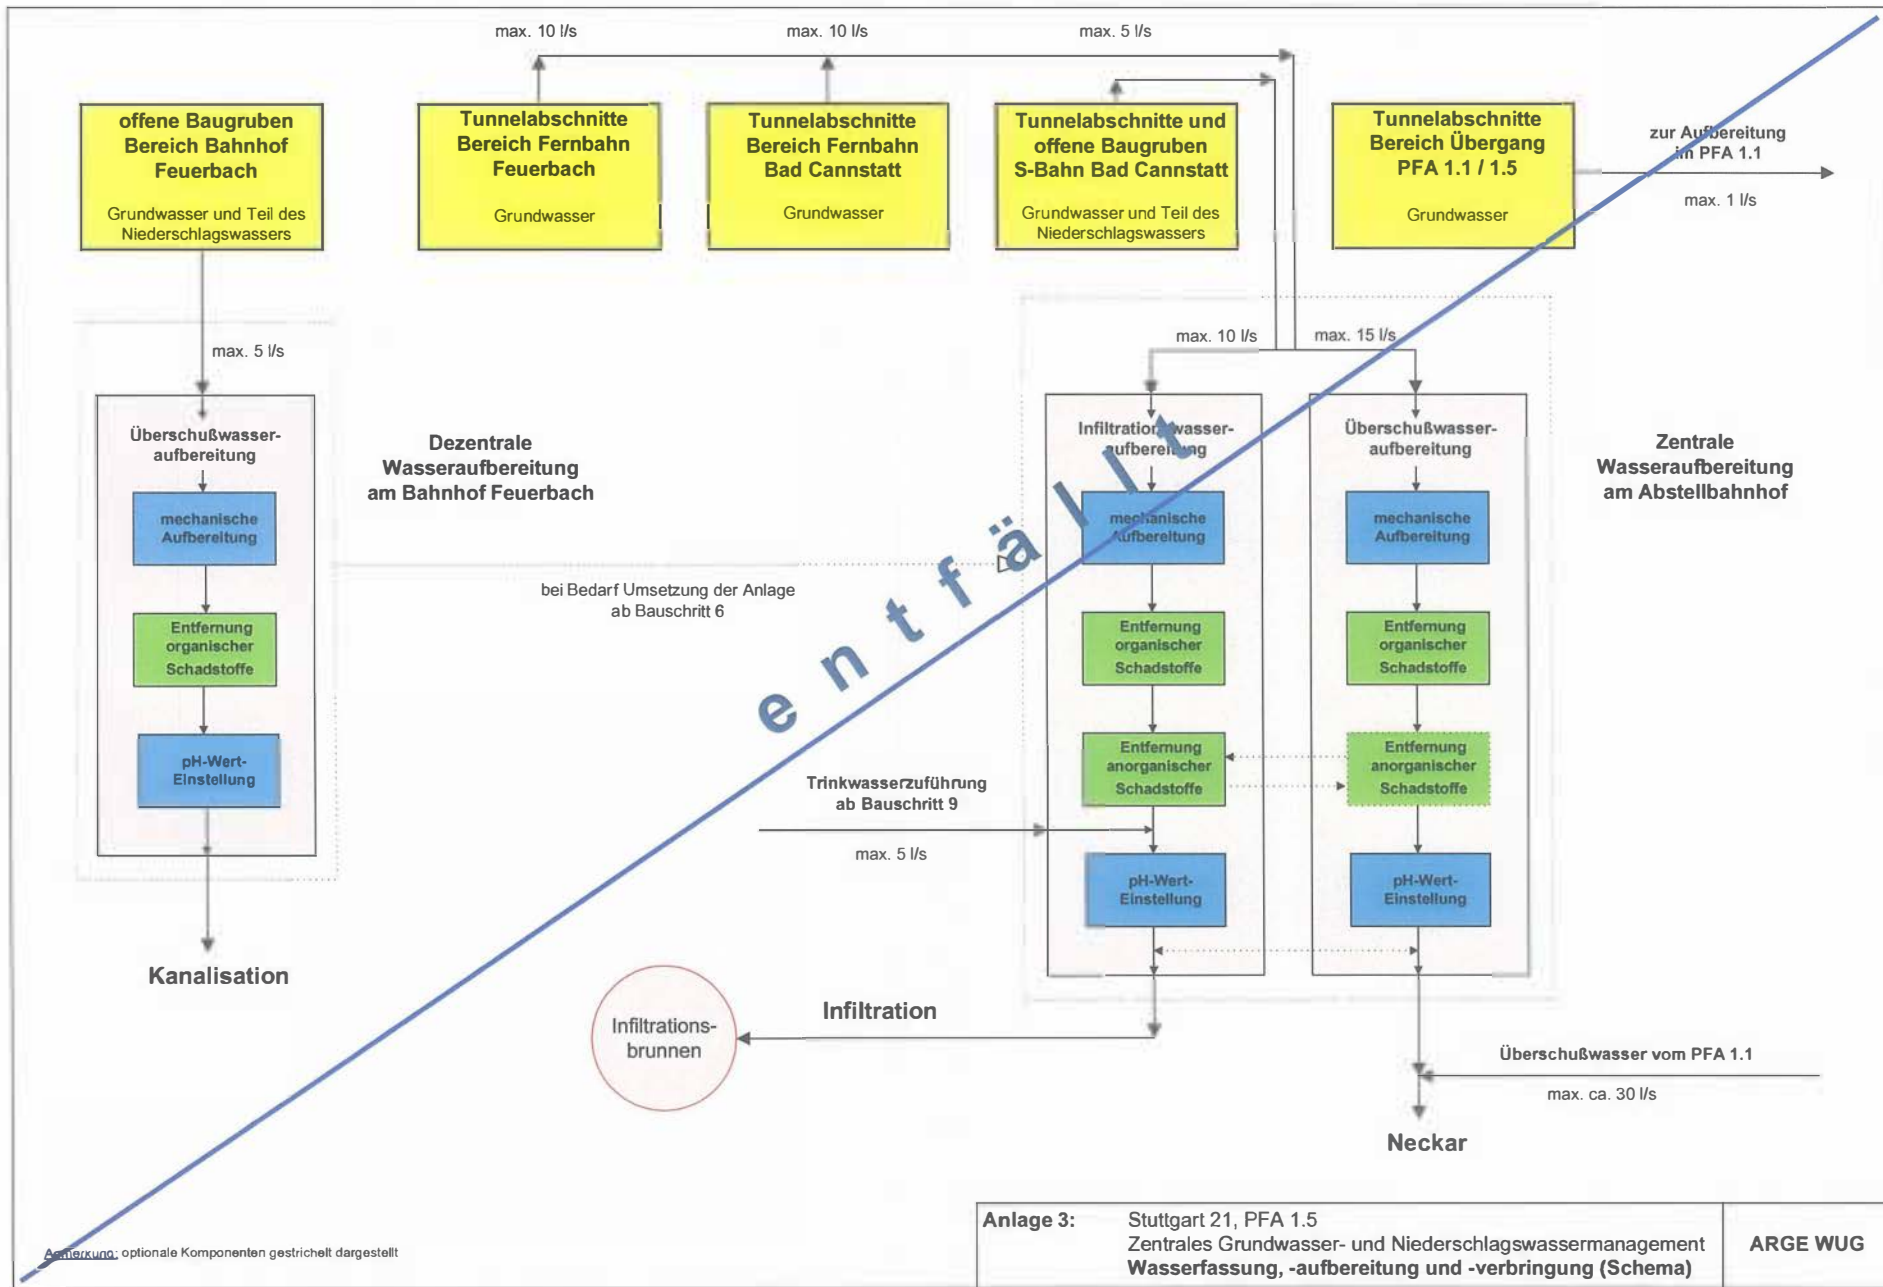 max. 10 l/s
max. 10 l/s
max. 5 l/s
offene Baugruben
Bereich Bahnhof
Feuerbach
Grundwasser und Teil des
Niederschlagswassers
Tunnelabschnitte
Bereich Fernbahn
Feuerbach
Grundwasser
Tunnelabschnitte
Bereich Fernbahn
Bad Cannstatt
Grundwasser
Tunnelabschnitte und
offene Baugruben
S-Bahn Bad Cannstatt
Grundwasser und Teil des
Niederschlagswassers
Tunnelabschnitte
Bereich Übergang
PFA 1.1 / 1.5
Grundwasser
zur Aufbereitung
im PFA 1.1
max. 1 l/s
max. 5 l/s
max. 10 l/s
max. 15 l/s
Überschußwasser-
aufbereitung
mechanische
Aufbereitung
Entfernung
organischer
Schadstoffe
pH-Wert-
Einstellung
Kanalisation
Dezentrale
Wasseraufbereitung
am Bahnhof Feuerbach
bei Bedarf Umsetzung der Anlage
ab Bauschritt 6
entfällt
Infiltrationswasser-
aufbereitung
mechanische
Aufbereitung
Entfernung
organischer
Schadstoffe
Entfernung
anorganischer
Schadstoffe
pH-Wert-
Einstellung
Überschußwasser-
aufbereitung
mechanische
Aufbereitung
Entfernung
organischer
Schadstoffe
Entfernung
anorganischer
Schadstoffe
pH-Wert-
Einstellung
Zentrale
Wasseraufbereitung
am Abstellbahnhof
Trinkwasserzuführung
ab Bauschritt 9
max. 5 l/s
Infiltration
Infiltrations-
brunnen
Überschußwasser vom PFA 1.1
max. ca. 30 l/s
Neckar
Anmerkung: optionale Komponenten gestrichelt dargestellt
Anlage 3: Stuttgart 21, PFA 1.5
Zentrales Grundwasser- und Niederschlagswassermanagement
Wasserfassung, -aufbereitung und -verbringung (Schema)
ARGE WUG